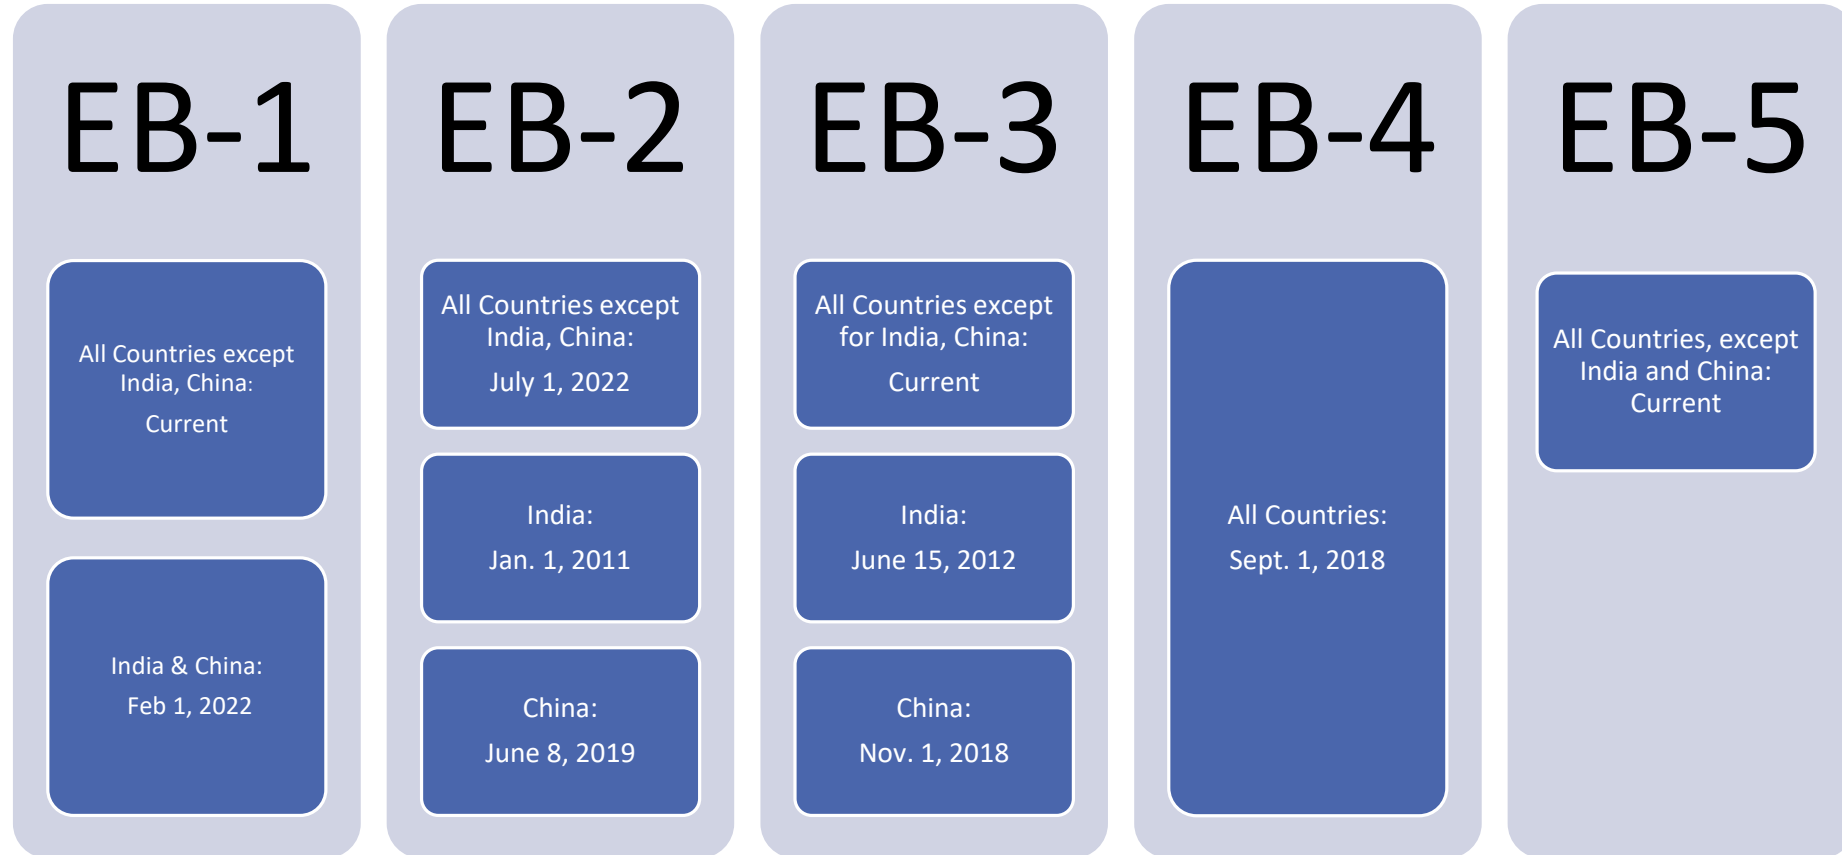 EB-1
All Countries except
India, China:
Current
India & China:
Feb 1, 2022
EB-2
All Countries except
India, China:
July 1, 2022
India:
Jan. 1, 2011
China:
June 8, 2019
EB-3
All Countries except
for India, China:
Current
India:
June 15, 2012
China:
Nov. 1, 2018
EB-4
All Countries:
Sept. 1, 2018
EB-5
All Countries, except
India and China:
Current